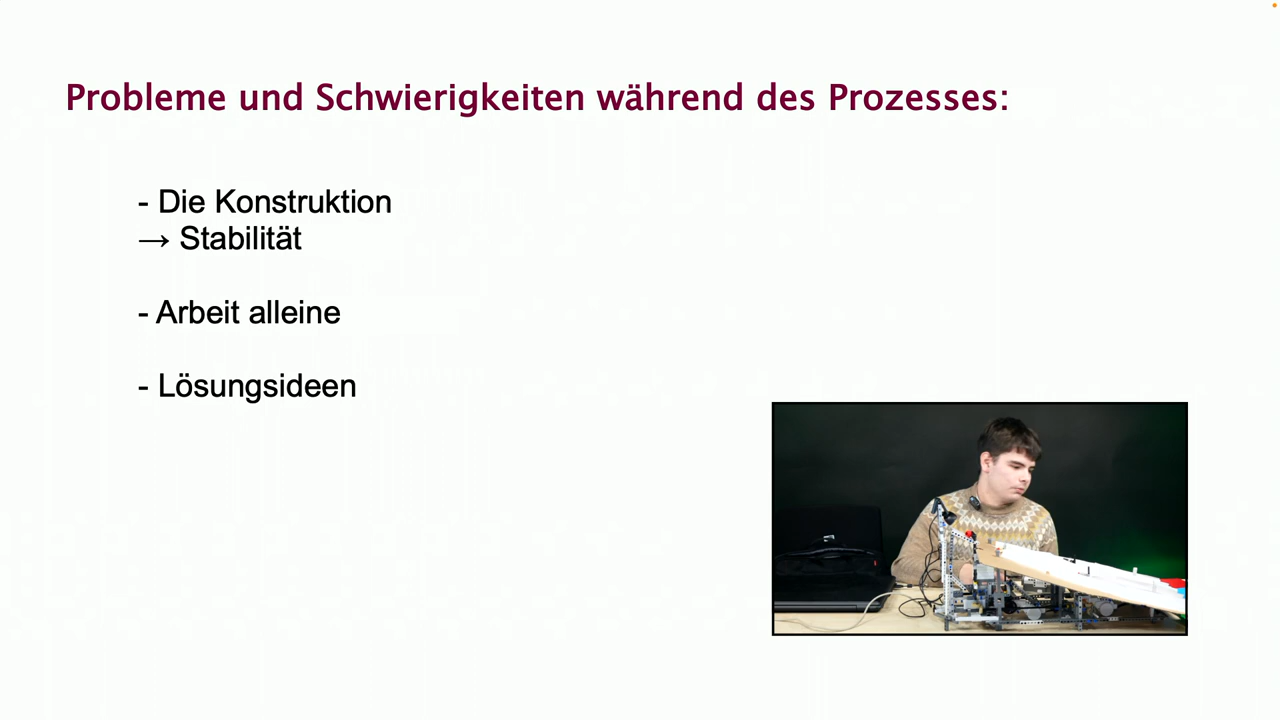 Probleme und Schwierigkeiten während des Prozesses:
- Die Konstruktion
→ Stabilität
- Arbeit alleine
- Lösungsideen